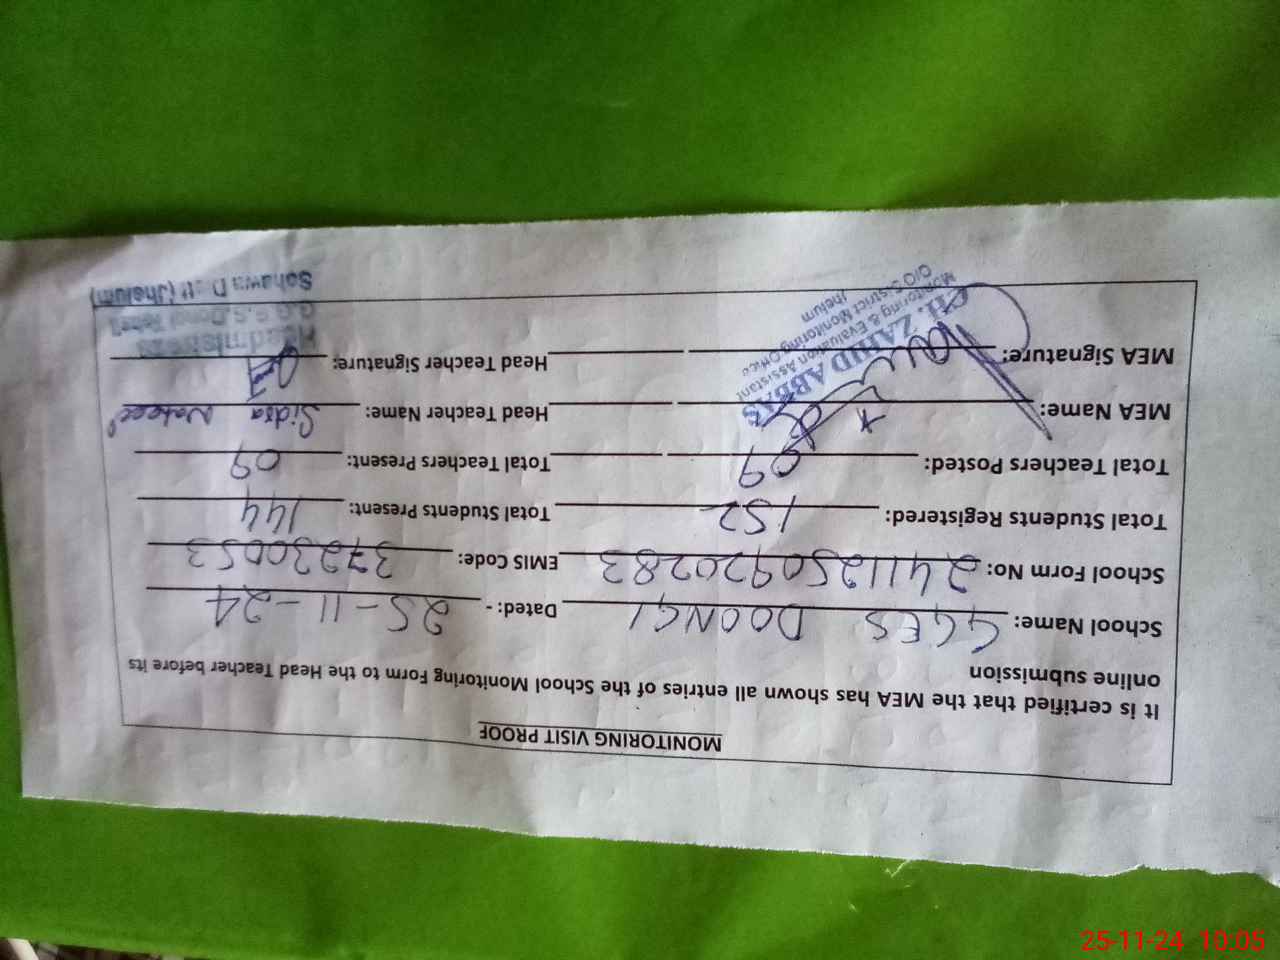 MONITORING VISIT PROOF
It is certified that the MEA has shown all entries of the School Monitoring Form to the Head Teacher before its
online submission
School Name: GGES DOONGI Dated: - 25-11-24
School Form No: 2411250920283 EMIS Code: 37230053
Total Students Registered: 152 Total Students Present: 144
Total Teachers Posted: 09 Total Teachers Present: 09
MEA Name: Head Teacher Name: Sidra
MEA Signature: Head Teacher Signature:
CH. ZAHID ABBAS
Monitoring & Evaluation Assistant
O/O District Monitoring Office
Jhelum
Headmistress
Sohawa Distt (Jhelum)
25-11-24 10:05